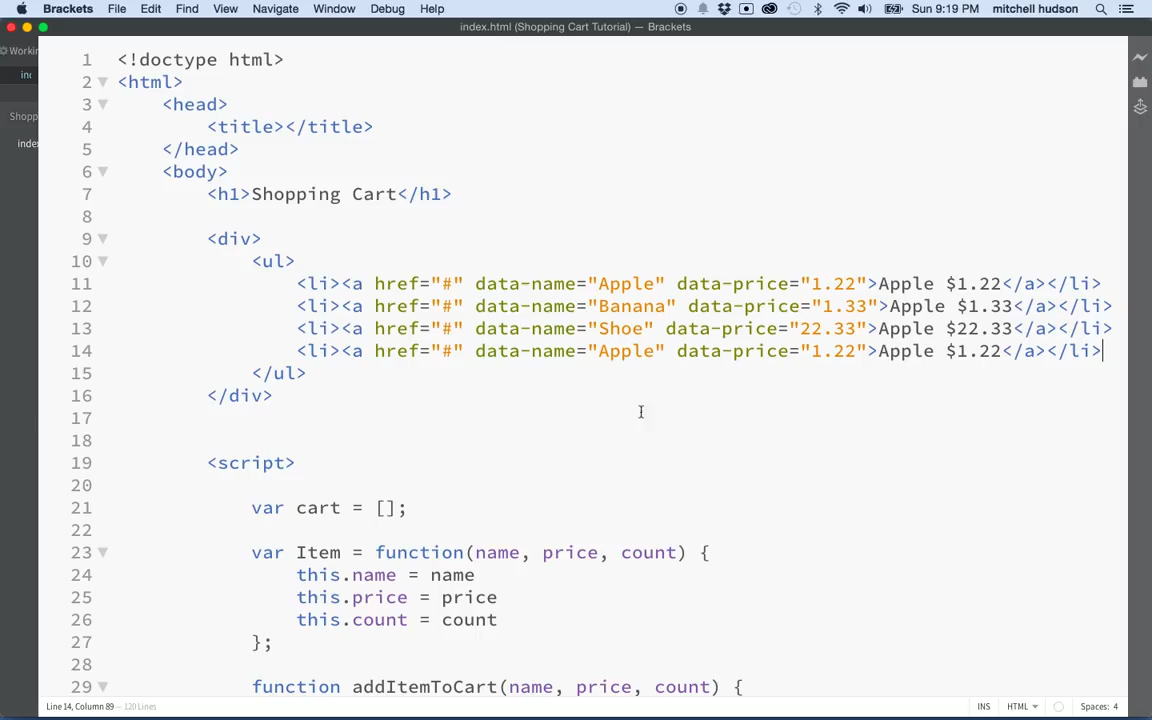 Brackets File Edit Find View Navigate Window Debug Help Sun 9:19 PM mitchell hudson
index.html (Shopping Cart Tutorial) — Brackets
1 <!doctype html>
2 <html>
3 <head>
4 <title></title>
5 </head>
6 <body>
7 <h1>Shopping Cart</h1>
8
9 <div>
10 <ul>
11 <li><a href="#" data-name="Apple" data-price="1.22">Apple $1.22</a></li>
12 <li><a href="#" data-name="Banana" data-price="1.33">Apple $1.33</a></li>
13 <li><a href="#" data-name="Shoe" data-price="22.33">Apple $22.33</a></li>
14 <li><a href="#" data-name="Apple" data-price="1.22">Apple $1.22</a></li>
15 </ul>
16 </div>
17
18
19 <script>
20
21 var cart = [];
22
23 var Item = function(name, price, count) {
24 this.name = name
25 this.price = price
26 this.count = count
27 };
28
29 function addItemToCart(name, price, count) {
Line 14, Column 89 — 120 Lines INS HTML Spaces: 4